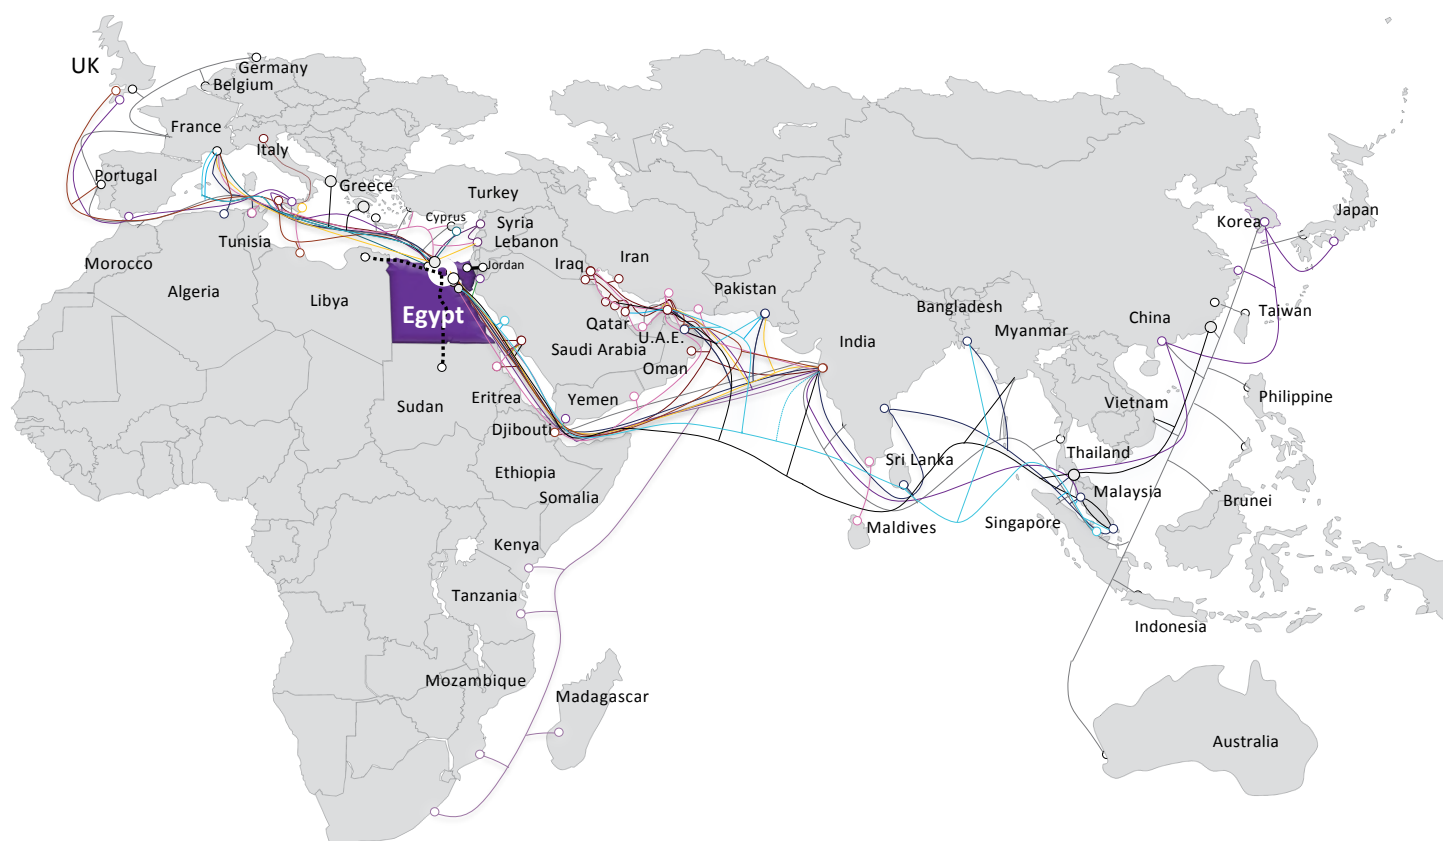 UK
Germany
Belgium
France
Italy
Portugal
Greece
Turkey
Cyprus
Syria
Korea
Japan
Tunisia
Lebanon
Morocco
Iraq
Iran
Jordan
Algeria
Libya
Pakistan
Egypt
Bangladesh
Qatar
Myanmar
China
Taiwan
U.A.E.
India
Saudi Arabia
Oman
Sudan
Eritrea
Yemen
Vietnam
Philippine
Djibouti
Thailand
Sri Lanka
Ethiopia
Malaysia
Somalia
Brunei
Maldives
Singapore
Kenya
Tanzania
Indonesia
Mozambique
Madagascar
Australia